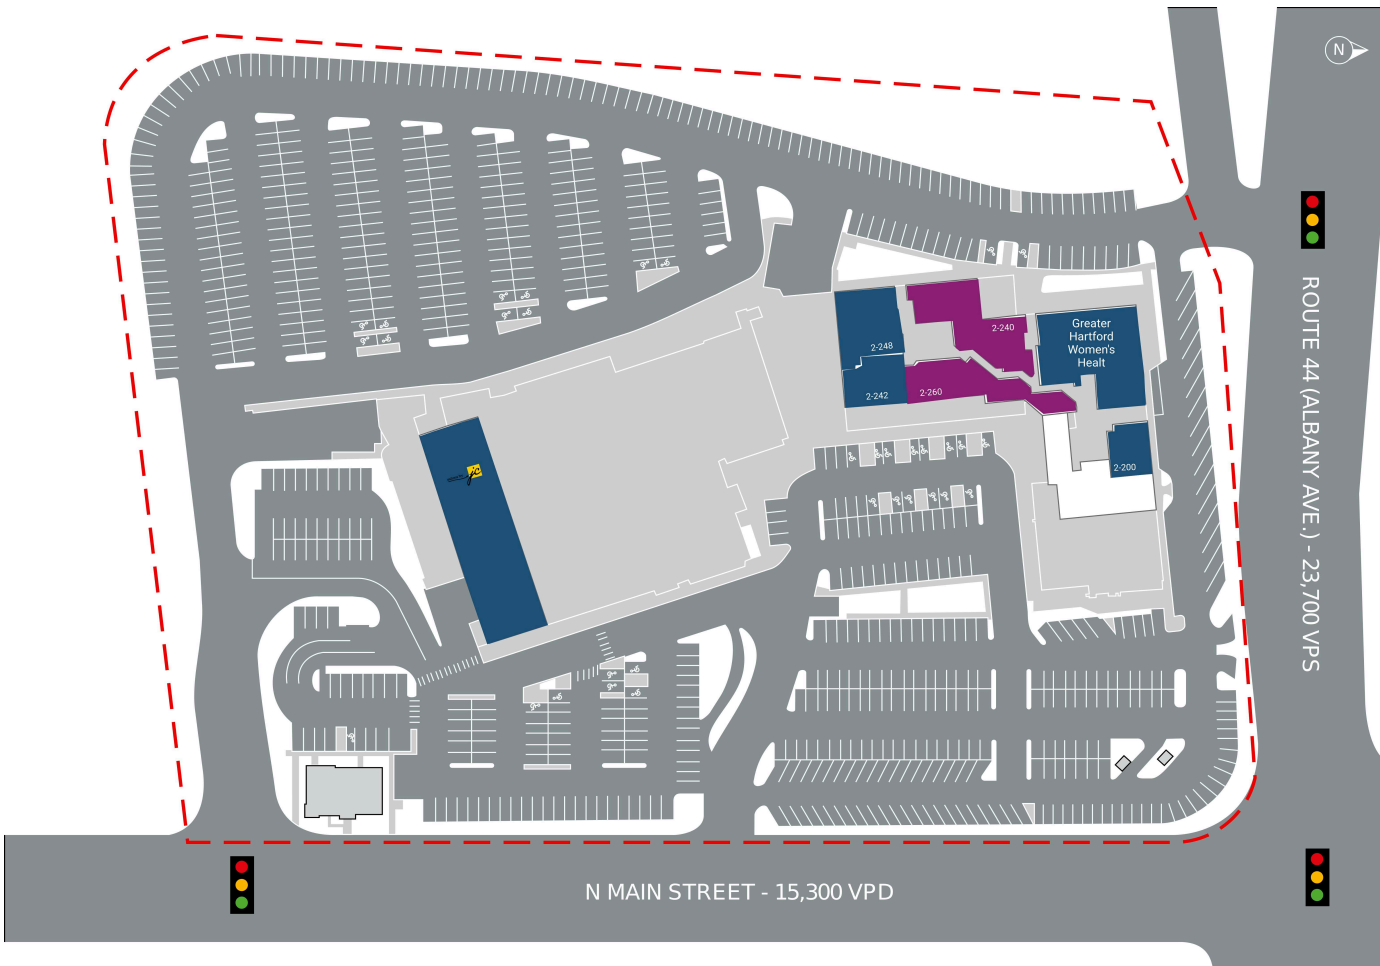 N
2-240
Greater
Hartford
Women's
Healt
2-248
2-242
2-260
2-200
ROUTE 44 (ALBANY AVE.) - 23,700 VPS
N MAIN STREET - 15,300 VPD